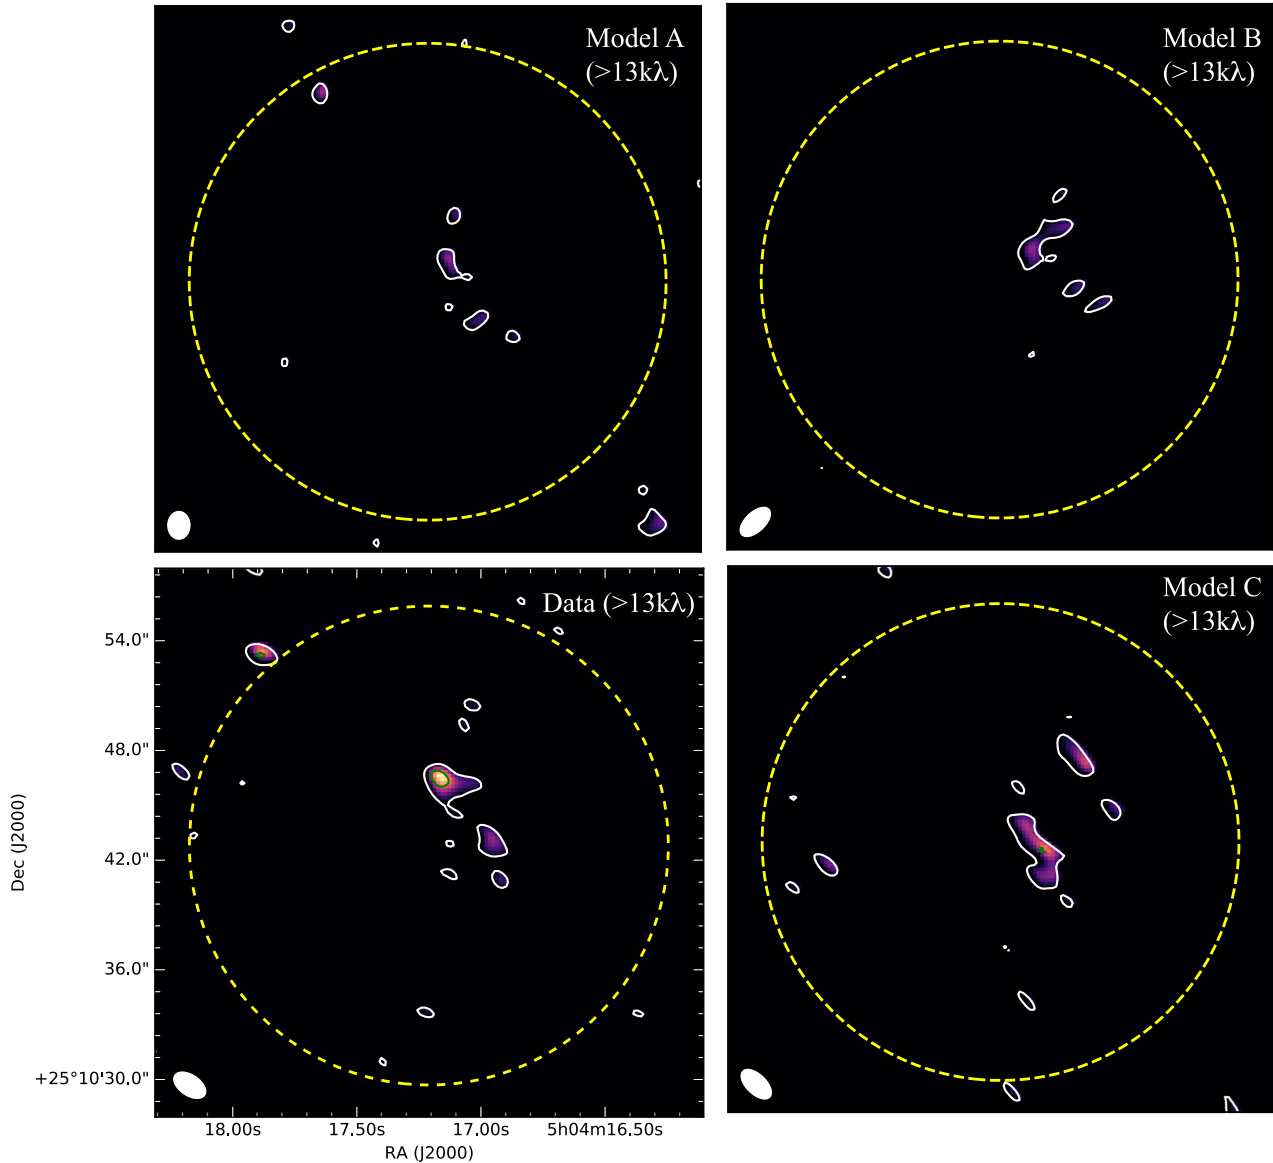 Model A
(>13kλ)
Model B
(>13kλ)
Data (>13kλ)
Model C
(>13kλ)
54.0"
48.0"
42.0"
36.0"
+25°10'30.0"
Dec (J2000)
18.00s
17.50s
17.00s
5h04m16.50s
RA (J2000)